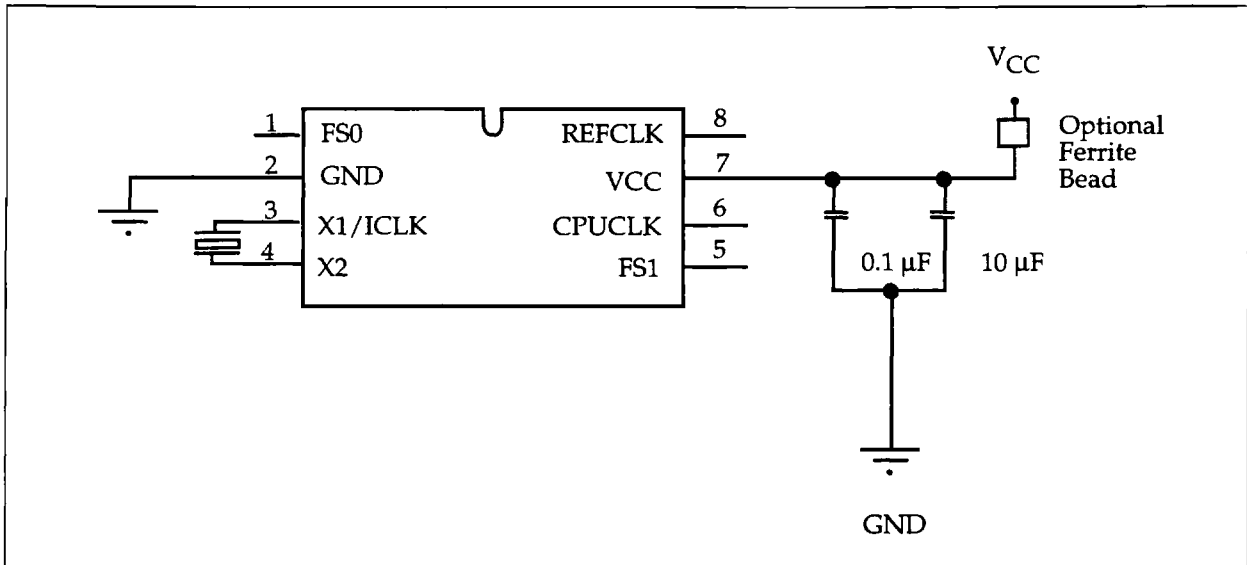 V_CC
Optional
Ferrite
Bead
1 FS0 REFCLK 8
2 GND VCC 7
3 X1/ICLK CPUCLK 6
4 X2 FS1 5
0.1 μF 10 μF
GND